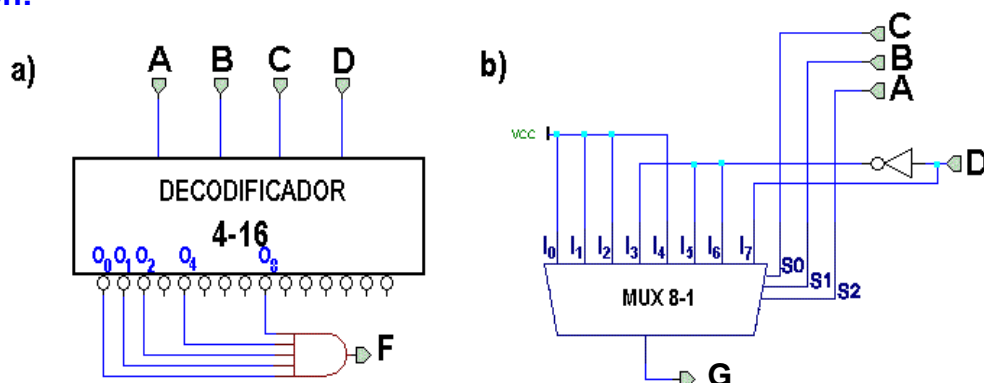 a)
A B C D
DECODIFICADOR
4-16
O0 O1 O2 O4 O8
F
b)
C
B
A
VCC
D
I0 I1 I2 I3 I4 I5 I6 I7
S0
S1
S2
MUX 8-1
G